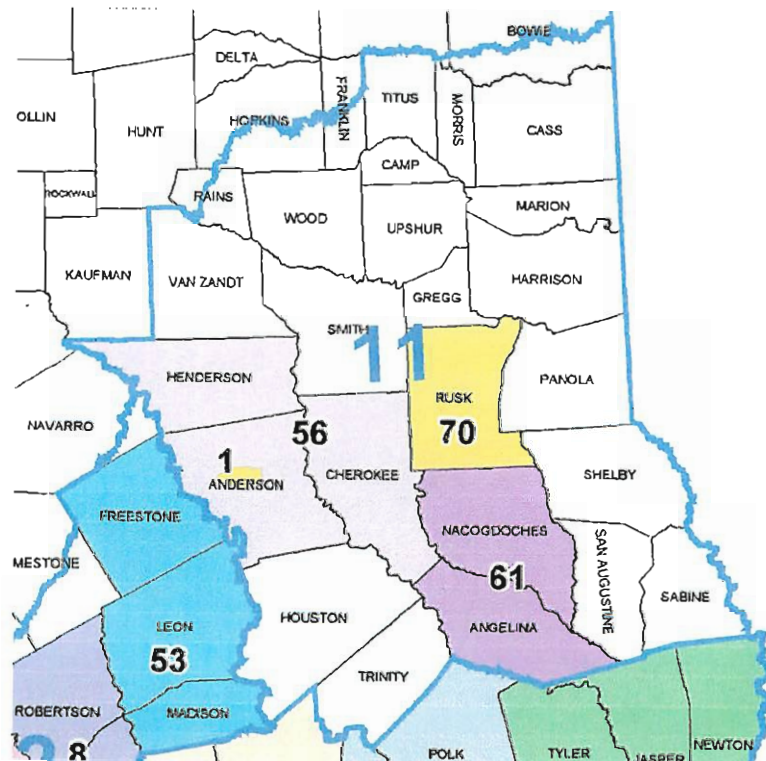 BOWIE
DELTA
FRANKLIN
TITUS
MORRIS
OLLIN
HUNT
HOPKINS
CASS
CAMP
ROCKWALL
RAINS
WOOD
UPSHUR
MARION
KAUFMAN
VAN ZANDT
GREGG
HARRISON
SMITH
11
HENDERSON
PANOLA
RUSK
NAVARRO
56
70
1
ANDERSON
CHEROKEE
SHELBY
FREESTONE
NACOGDOCHES
SAN AUGUSTINE
MESTONE
61
SABINE
HOUSTON
LEON
ANGELINA
53
TRINITY
ROBERTSON
MADISON
8
POLK
TYLER
JASPER
NEWTON